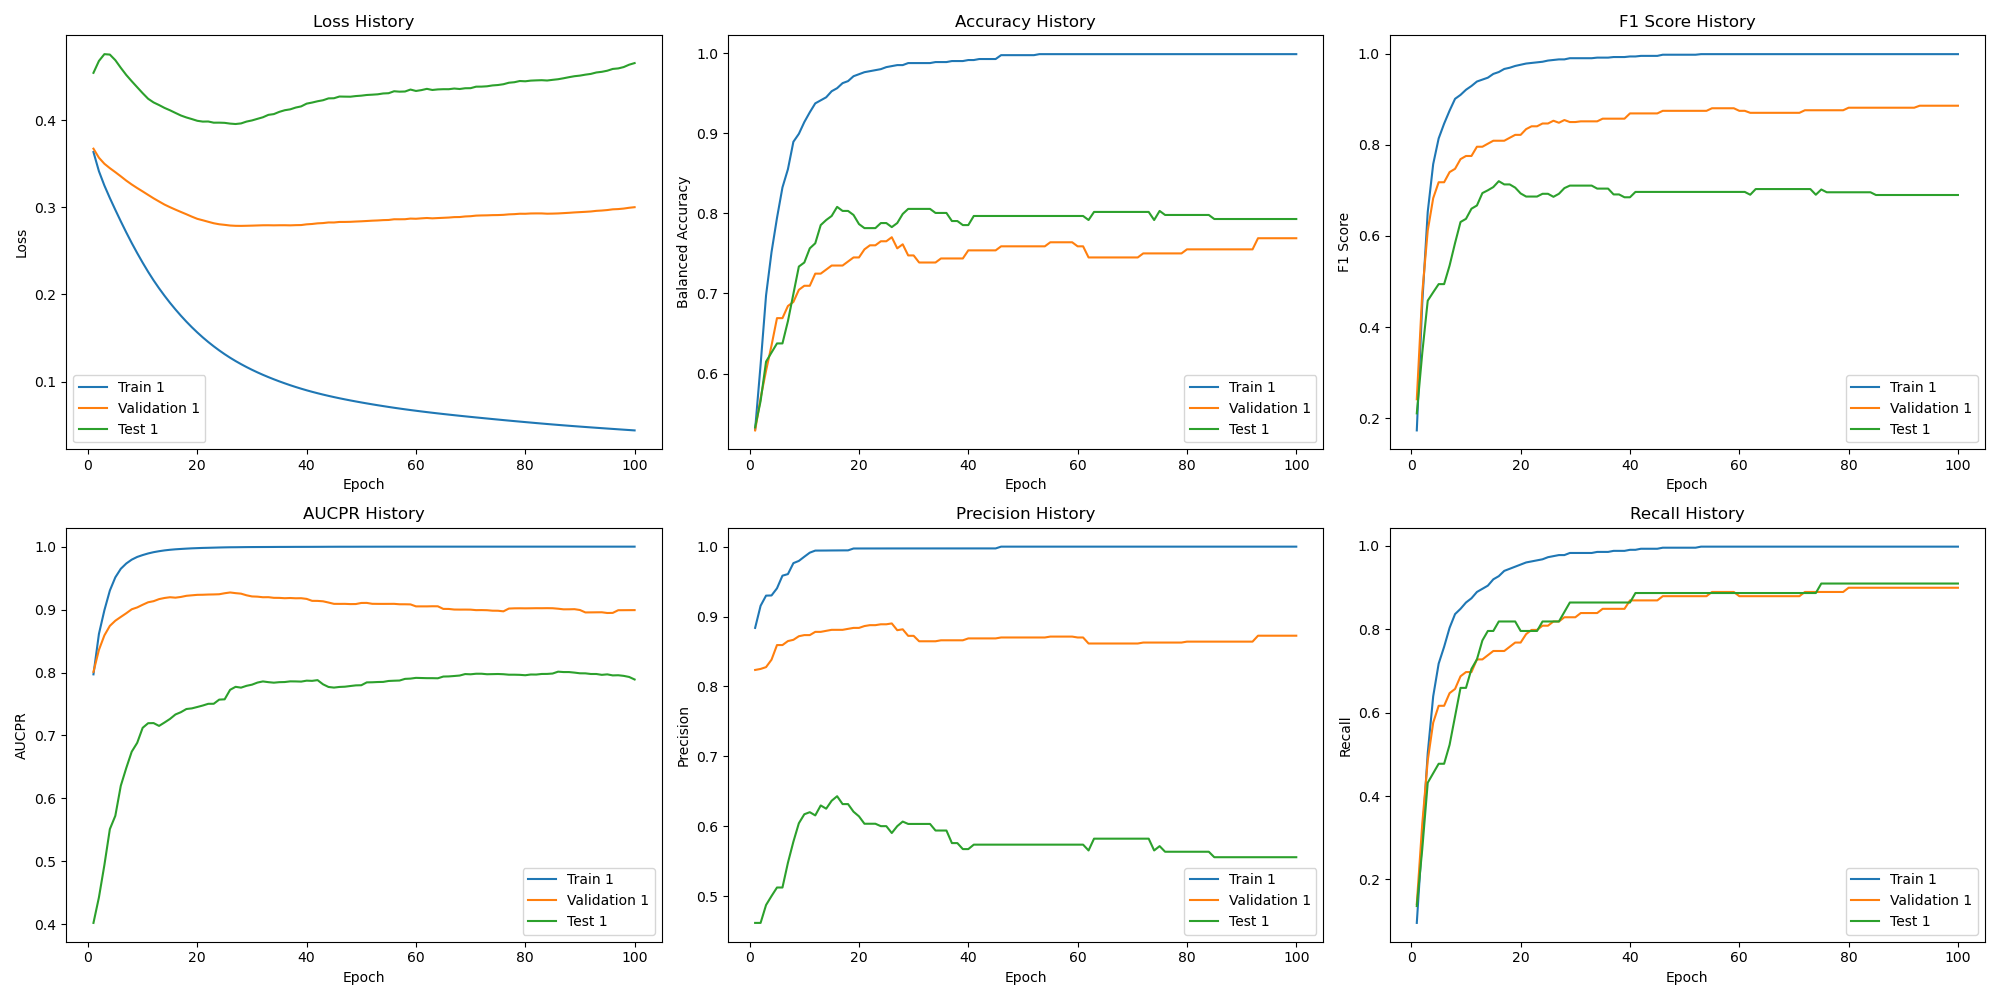 Loss History
Loss
0.4
0.3
0.2
0.1
Train 1
Validation 1
Test 1
0 20 40 60 80 100
Epoch
Accuracy History
Balanced Accuracy
1.0
0.9
0.8
0.7
0.6
Train 1
Validation 1
Test 1
0 20 40 60 80 100
Epoch
F1 Score History
F1 Score
1.0
0.8
0.6
0.4
0.2
Train 1
Validation 1
Test 1
0 20 40 60 80 100
Epoch
AUCPR History
AUCPR
1.0
0.9
0.8
0.7
0.6
0.5
0.4
Train 1
Validation 1
Test 1
0 20 40 60 80 100
Epoch
Precision History
Precision
1.0
0.9
0.8
0.7
0.6
0.5
Train 1
Validation 1
Test 1
0 20 40 60 80 100
Epoch
Recall History
Recall
1.0
0.8
0.6
0.4
0.2
Train 1
Validation 1
Test 1
0 20 40 60 80 100
Epoch